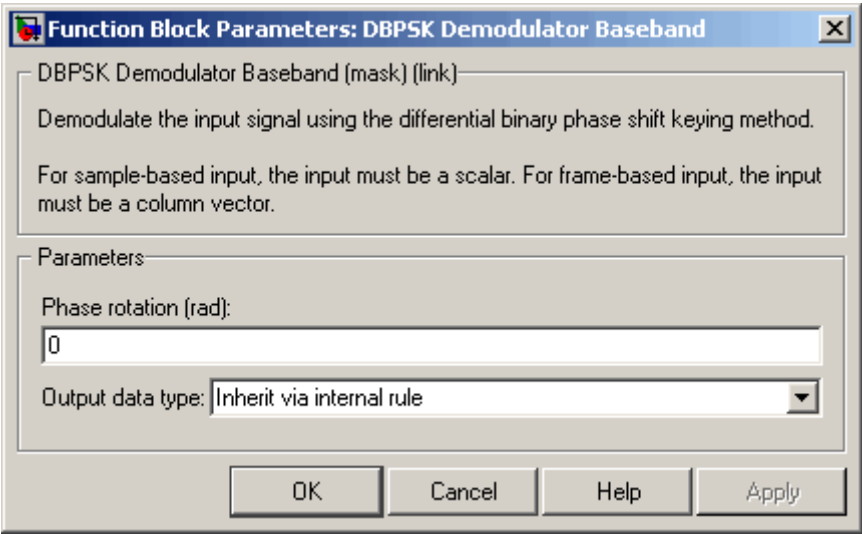 Function Block Parameters: DBPSK Demodulator Baseband
DBPSK Demodulator Baseband (mask) (link)
Demodulate the input signal using the differential binary phase shift keying method.
For sample-based input, the input must be a scalar. For frame-based input, the input
must be a column vector.
Parameters
Phase rotation (rad):
0
Output data type: Inherit via internal rule
OK Cancel Help Apply